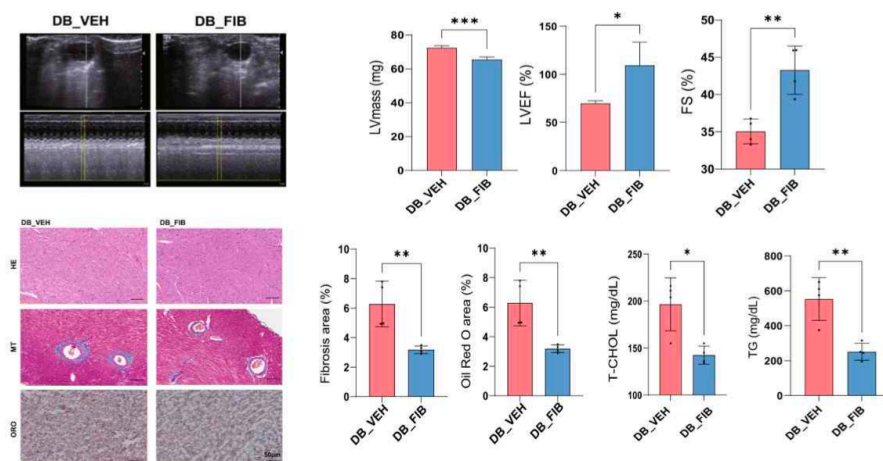 DB_VEH DB_FIB
***
LVmass (mg)
80
60
40
20
0
DB_VEH
DB_FIB
*
LVEF (%)
150
100
50
0
DB_VEH
DB_FIB
**
FS (%)
50
45
40
35
30
DB_VEH
DB_FIB
DB_VEH DB_FIB
HE
MT
ORO
50μm
**
Fibrosis area (%)
10
8
6
4
2
0
DB_VEH
DB_FIB
**
Oil Red O area (%)
10
8
6
4
2
0
DB_VEH
DB_FIB
*
T-CHOL (mg/dL)
250
200
150
100
DB_VEH
DB_FIB
**
TG (mg/dL)
800
600
400
200
0
DB_VEH
DB_FIB